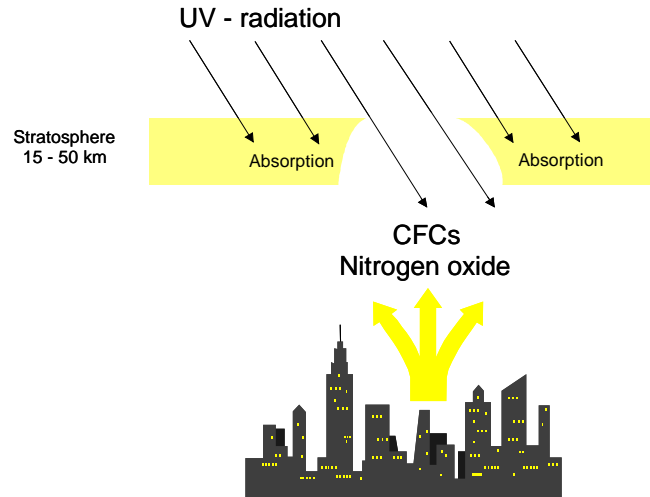 UV - radiation
Stratosphere
15 - 50 km
Absorption
Absorption
CFCs
Nitrogen oxide